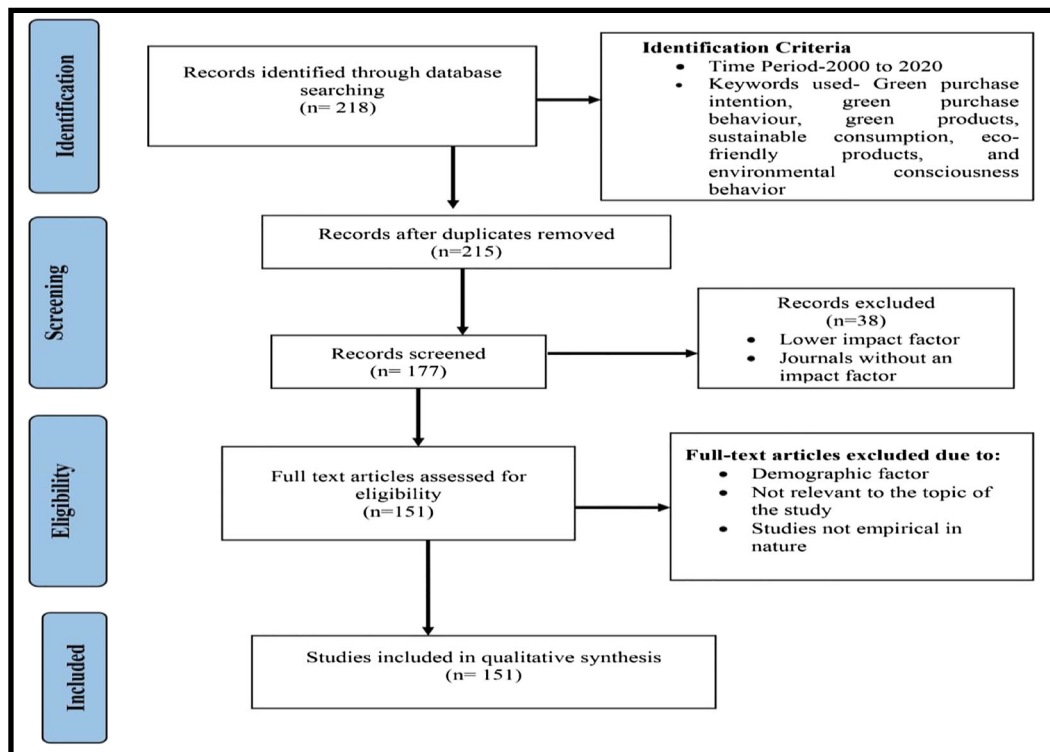 Identification
Records identified through database
searching
(n= 218)
Identification Criteria
• Time Period-2000 to 2020
• Keywords used- Green purchase
intention, green purchase
behaviour, green products,
sustainable consumption, eco-
friendly products, and
environmental consciousness
behavior
Screening
Records after duplicates removed
(n=215)
Records screened
(n= 177)
Records excluded
(n=38)
• Lower impact factor
• Journals without an
impact factor
Eligibility
Full text articles assessed for
eligibility
(n=151)
Full-text articles excluded due to:
• Demographic factor
• Not relevant to the topic of
the study
• Studies not empirical in
nature
Included
Studies included in qualitative synthesis
(n= 151)